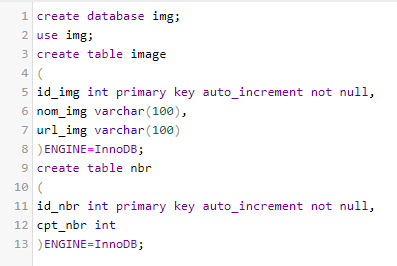 1 create database img;
2 use img;
3 create table image
4 (
5 id_img int primary key auto_increment not null,
6 nom_img varchar(100),
7 url_img varchar(100)
8 )ENGINE=InnoDB;
9 create table nbr
10 (
11 id_nbr int primary key auto_increment not null,
12 cpt_nbr int
13 )ENGINE=InnoDB;